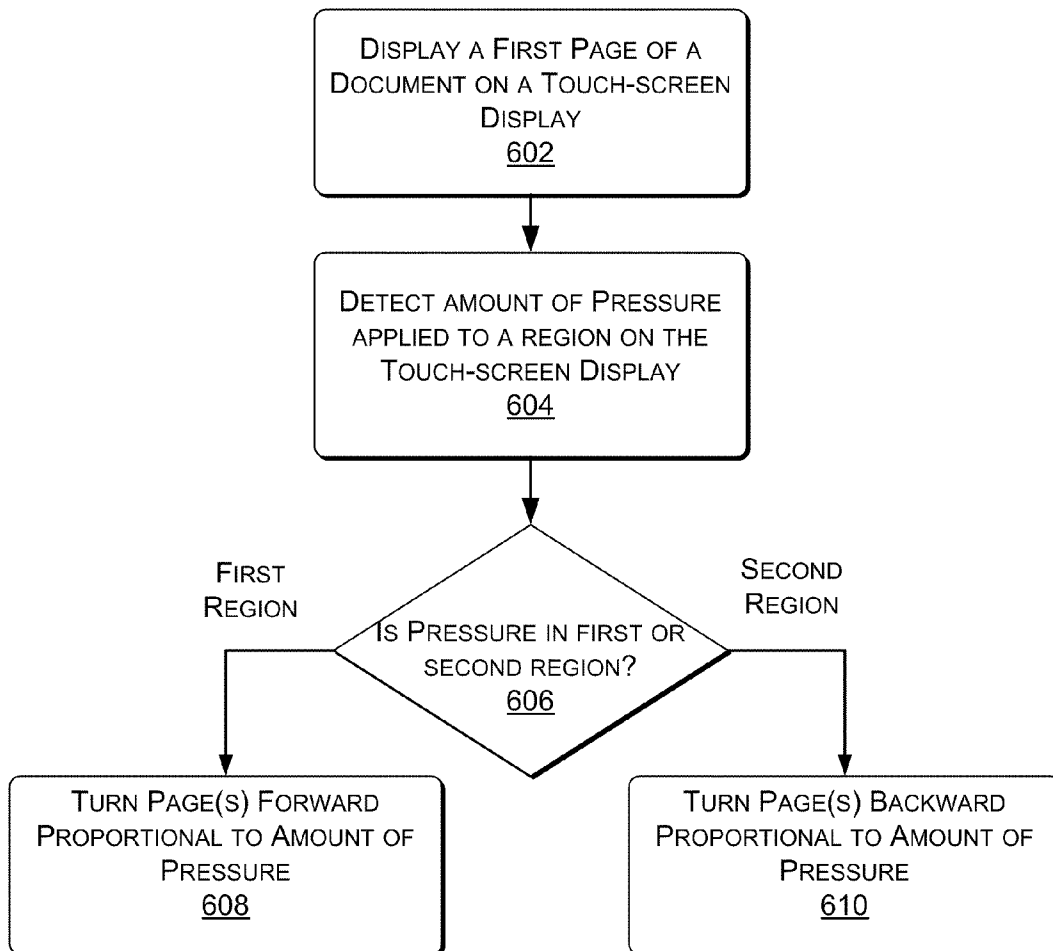 DISPLAY A FIRST PAGE OF A
DOCUMENT ON A TOUCH-SCREEN
DISPLAY
602
DETECT AMOUNT OF PRESSURE
APPLIED TO A REGION ON THE
TOUCH-SCREEN DISPLAY
604
FIRST
REGION
SECOND
REGION
IS PRESSURE IN FIRST OR
SECOND REGION?
606
TURN PAGE(S) FORWARD
PROPORTIONAL TO AMOUNT OF
PRESSURE
608
TURN PAGE(S) BACKWARD
PROPORTIONAL TO AMOUNT OF
PRESSURE
610